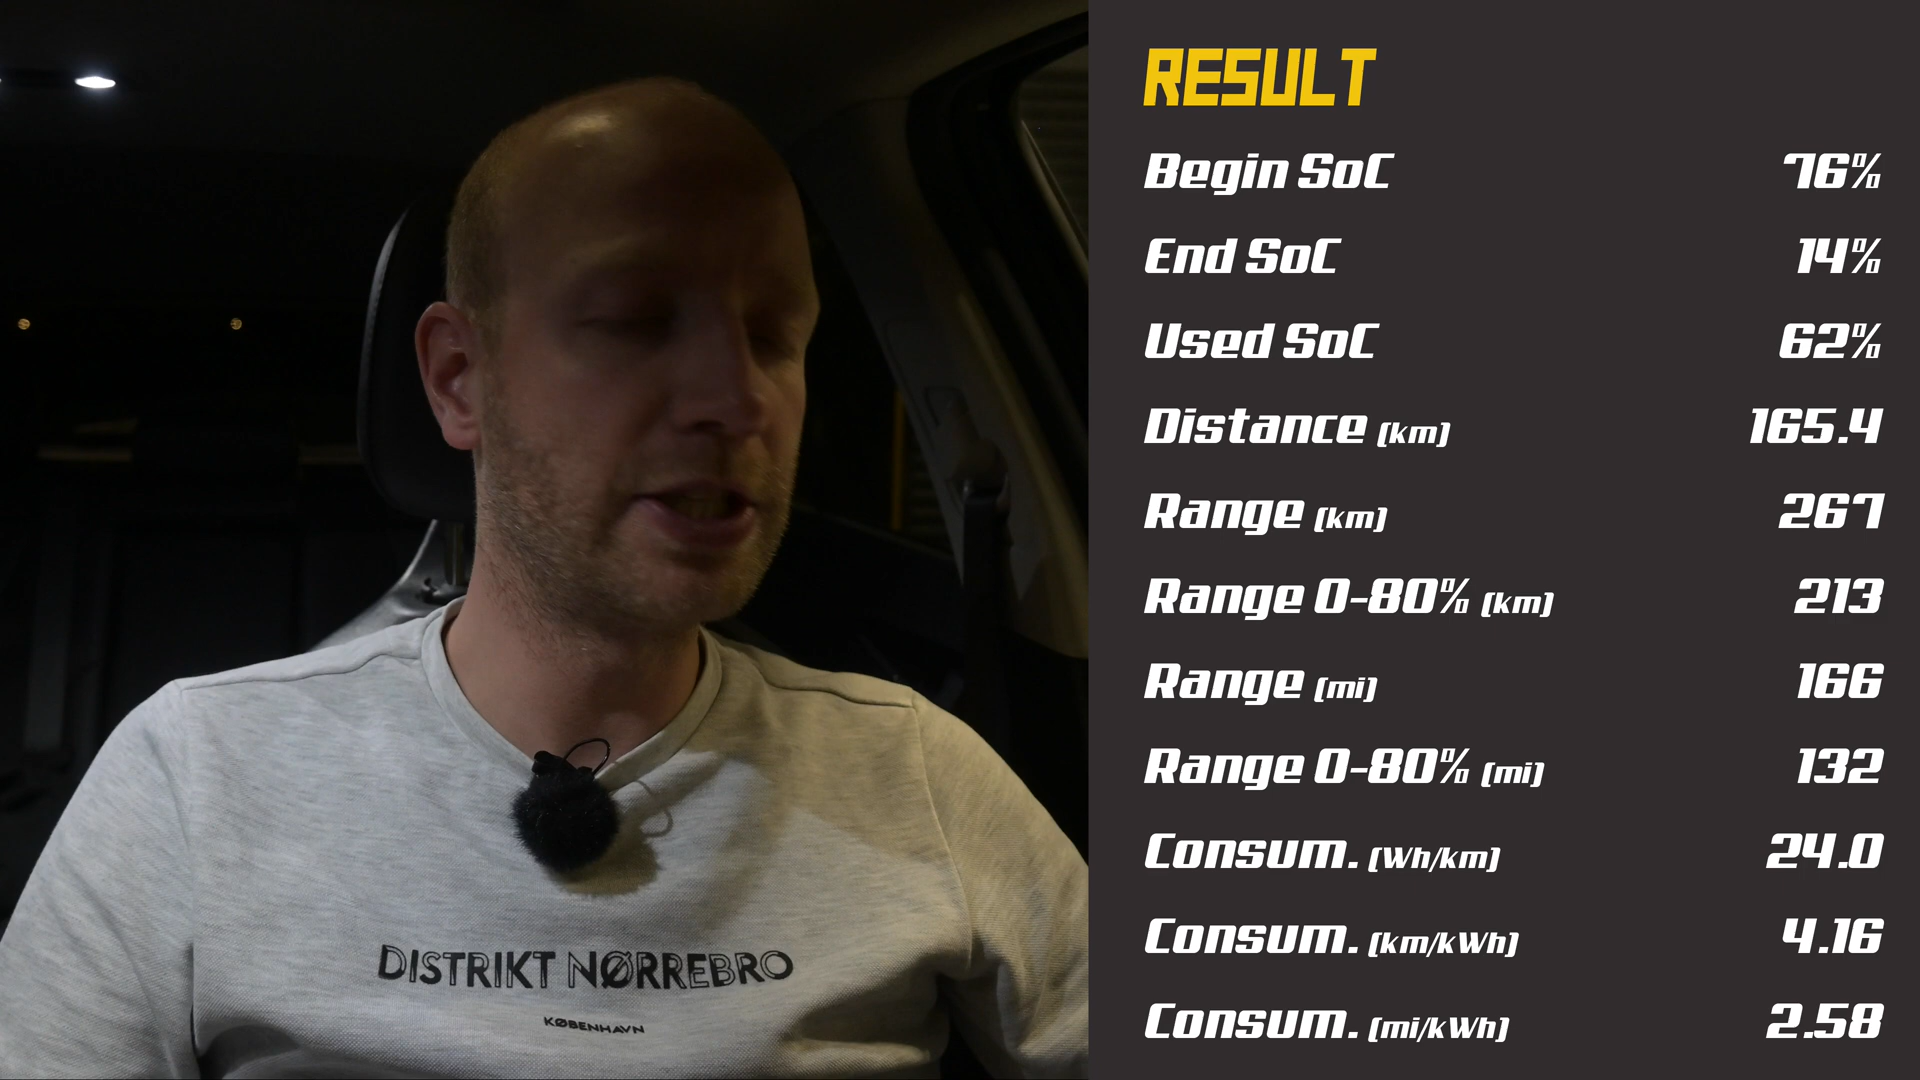 RESULT
Begin SoC 76%
End SoC 14%
Used SoC 62%
Distance (km) 165.4
Range (km) 267
Range 0-80% (km) 213
Range (mi) 166
Range 0-80% (mi) 132
Consum. (Wh/km) 24.0
Consum. (km/kWh) 4.16
Consum. (mi/kWh) 2.58
DISTRIKT NØRREBRO
KØBENHAVN